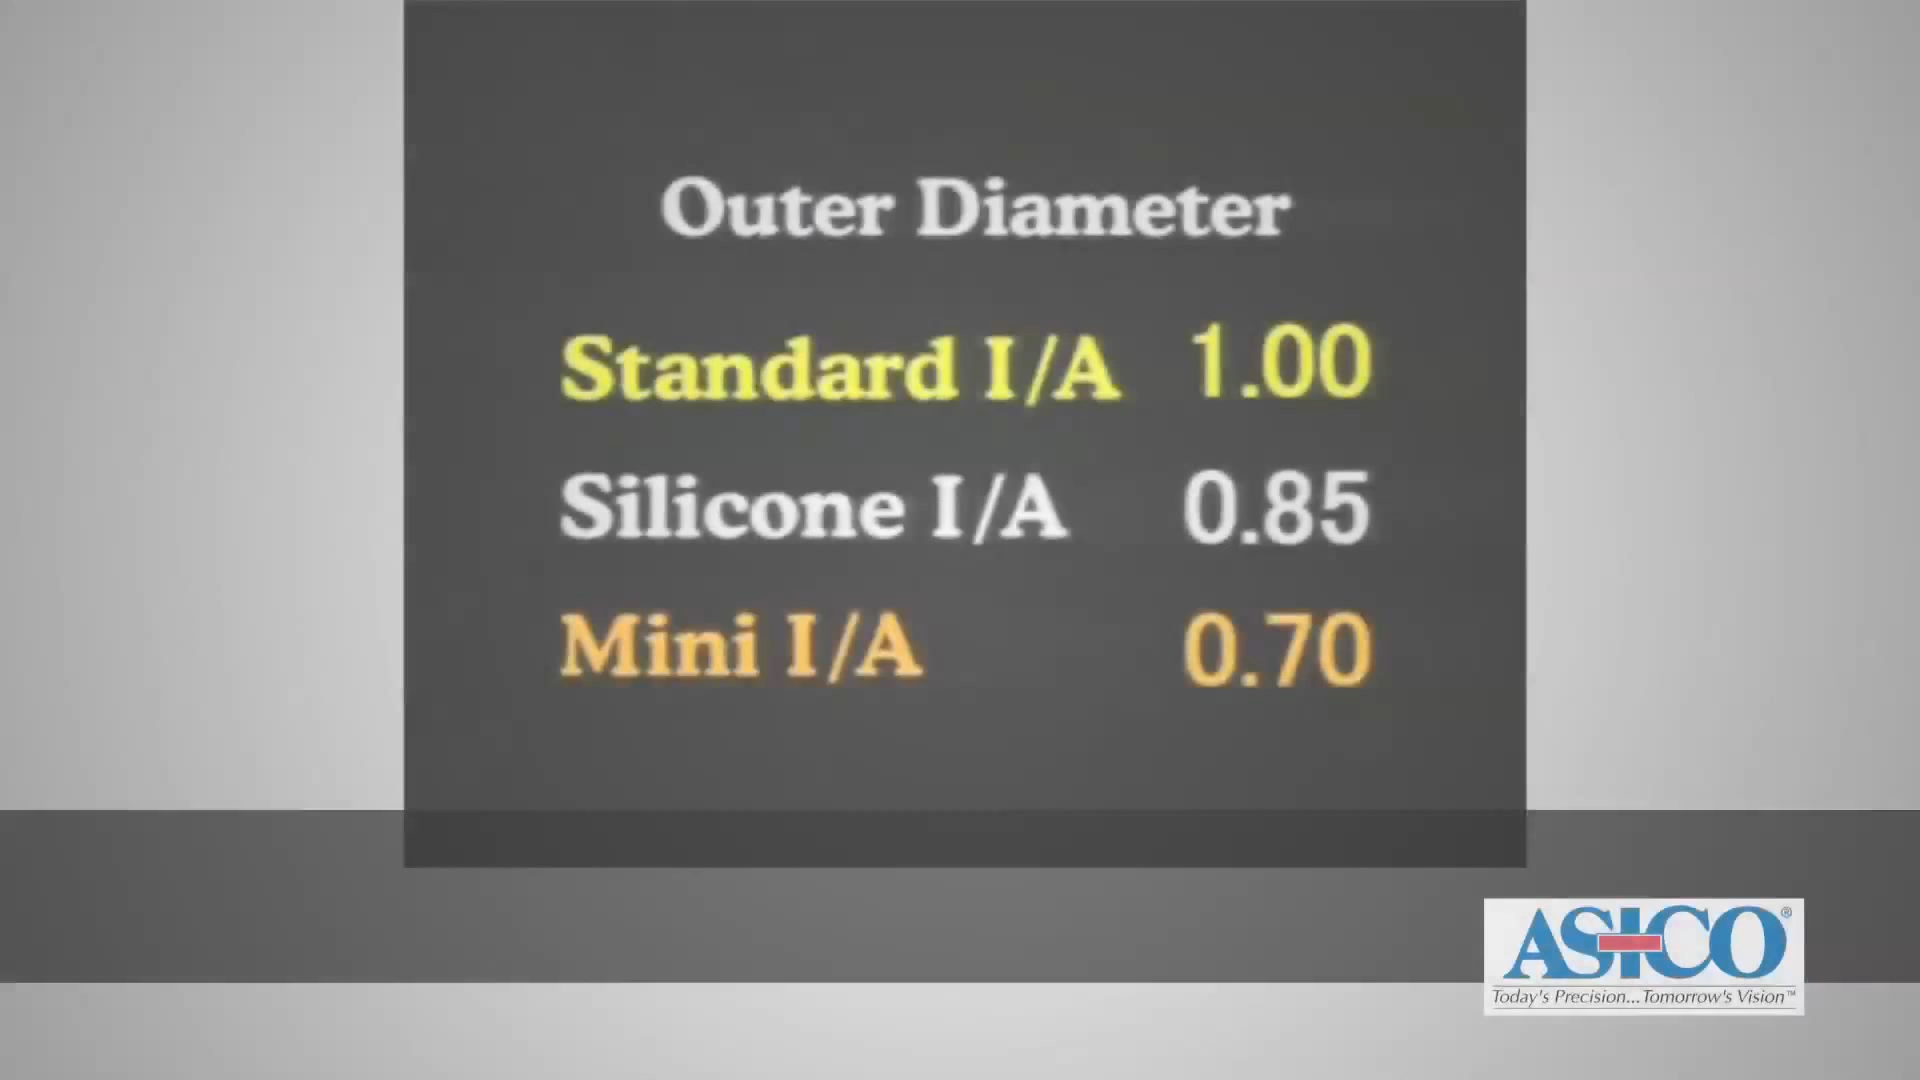 Outer Diameter
Standard I/A 1.00
Silicone I/A 0.85
Mini I/A 0.70
ASICO®
Today's Precision...Tomorrow's Vision™